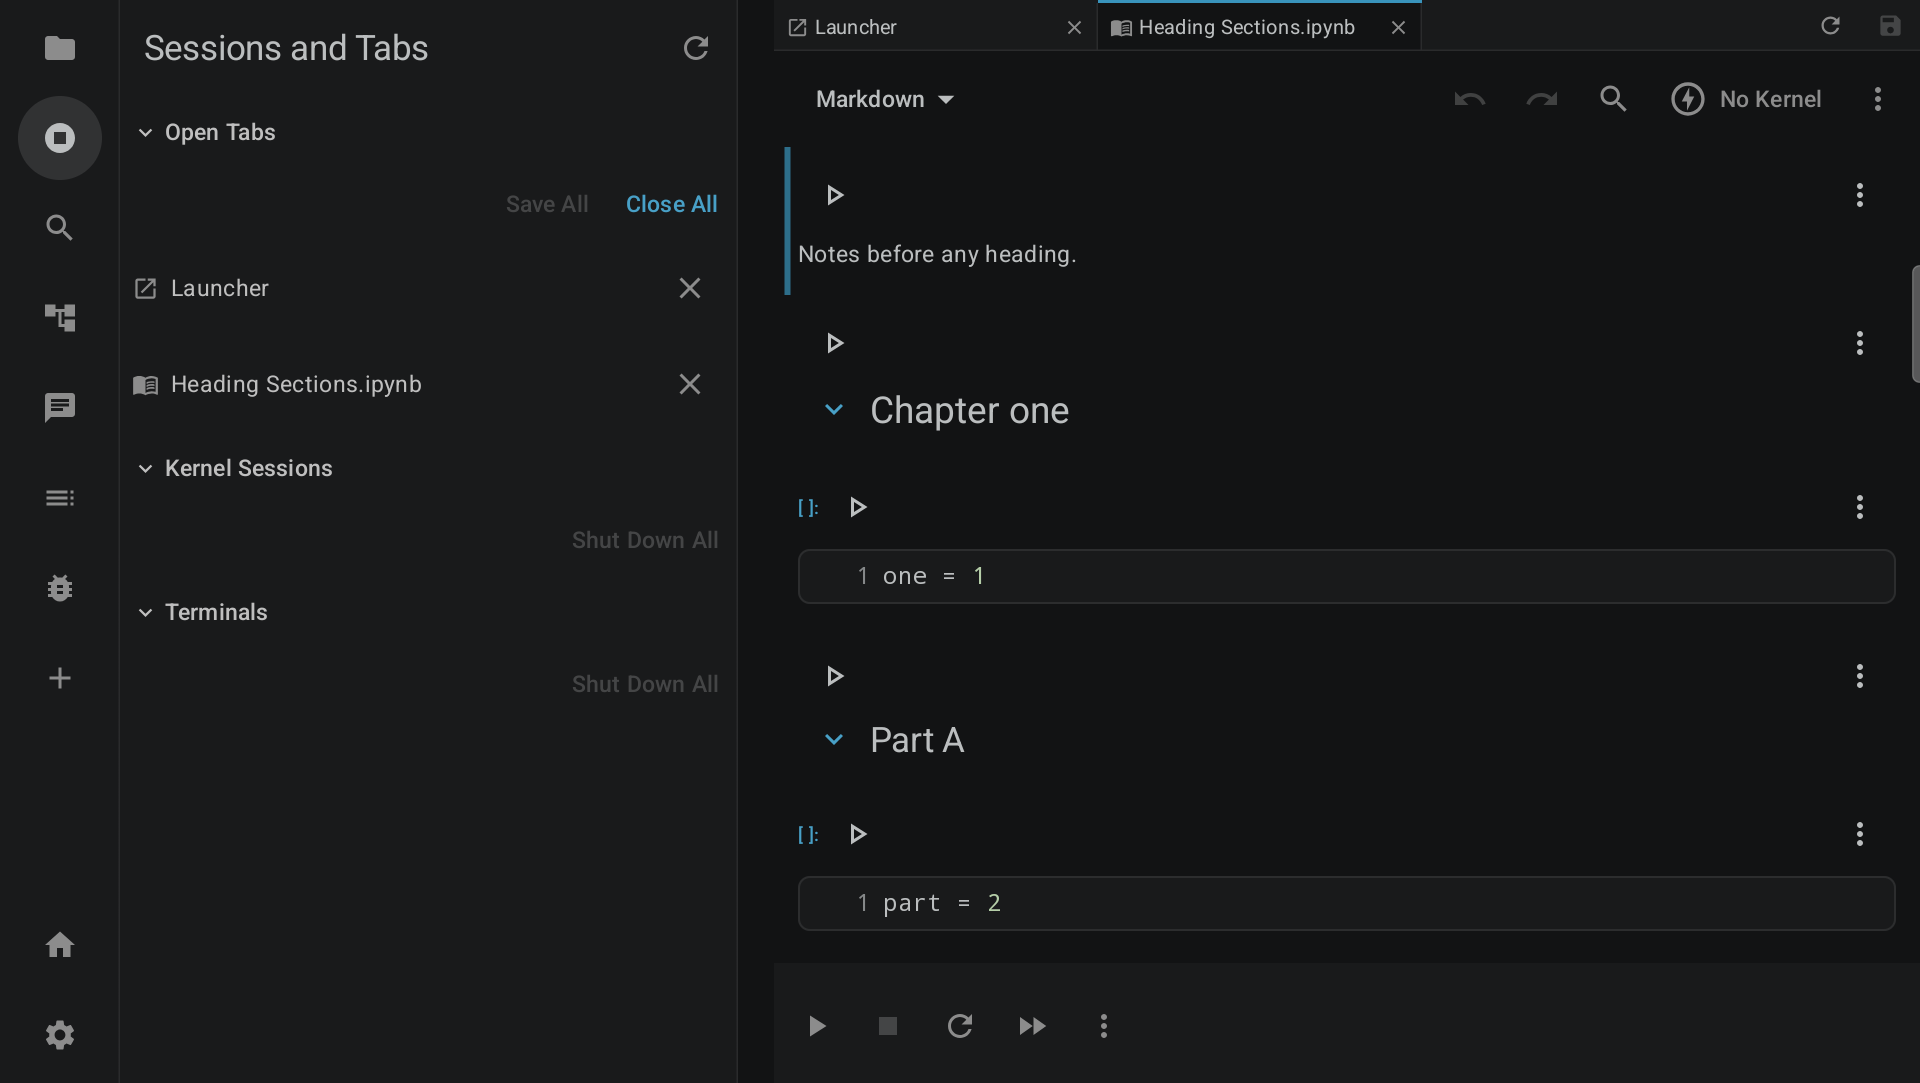 Sessions and Tabs
Open Tabs
Save All
Close All
Launcher
Heading Sections.ipynb
Kernel Sessions
Shut Down All
Terminals
Shut Down All
Launcher
Heading Sections.ipynb
Markdown
No Kernel
Notes before any heading.
Chapter one
[ ]:
1 one = 1
Part A
[ ]:
1 part = 2